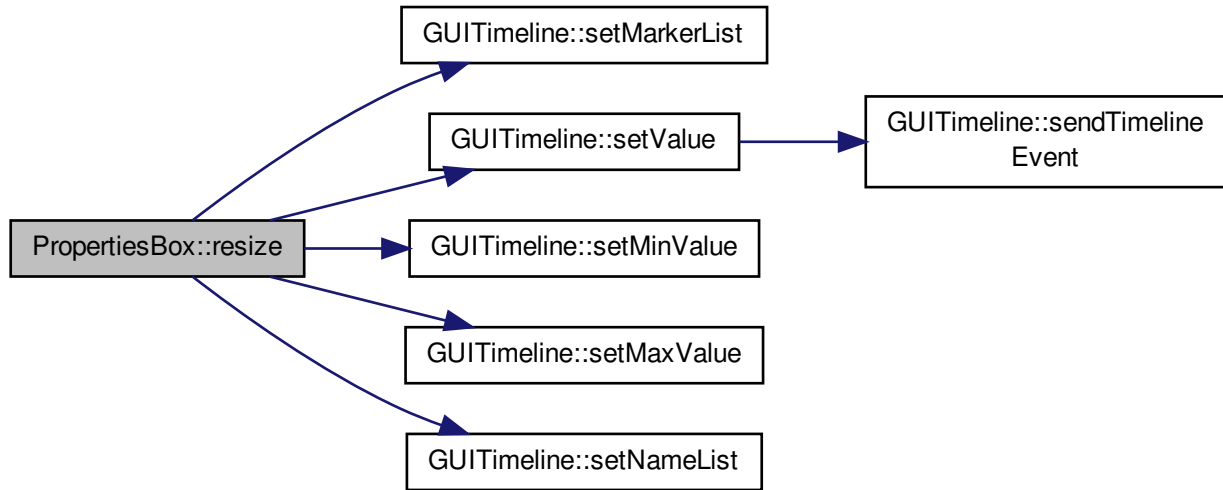 GUITimeline::setMarkerList
GUITimeline::setValue
GUITimeline::sendTimeline
Event
PropertiesBox::resize
GUITimeline::setMinValue
GUITimeline::setMaxValue
GUITimeline::setNameList